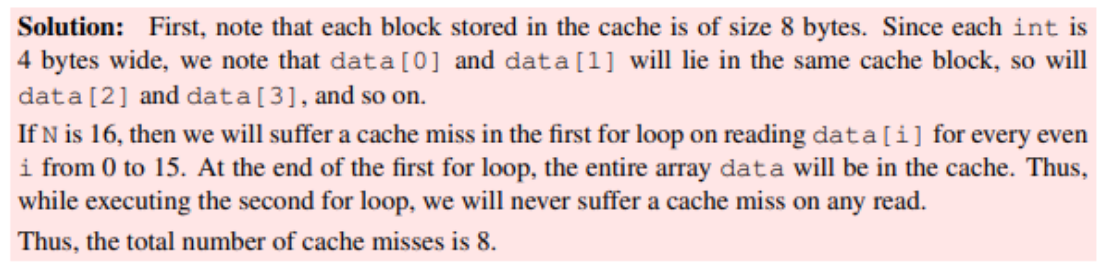 Solution: First, note that each block stored in the cache is of size 8 bytes. Since each int is
4 bytes wide, we note that data[0] and data[1] will lie in the same cache block, so will
data[2] and data[3], and so on.
If N is 16, then we will suffer a cache miss in the first for loop on reading data[i] for every even
i from 0 to 15. At the end of the first for loop, the entire array data will be in the cache. Thus,
while executing the second for loop, we will never suffer a cache miss on any read.
Thus, the total number of cache misses is 8.